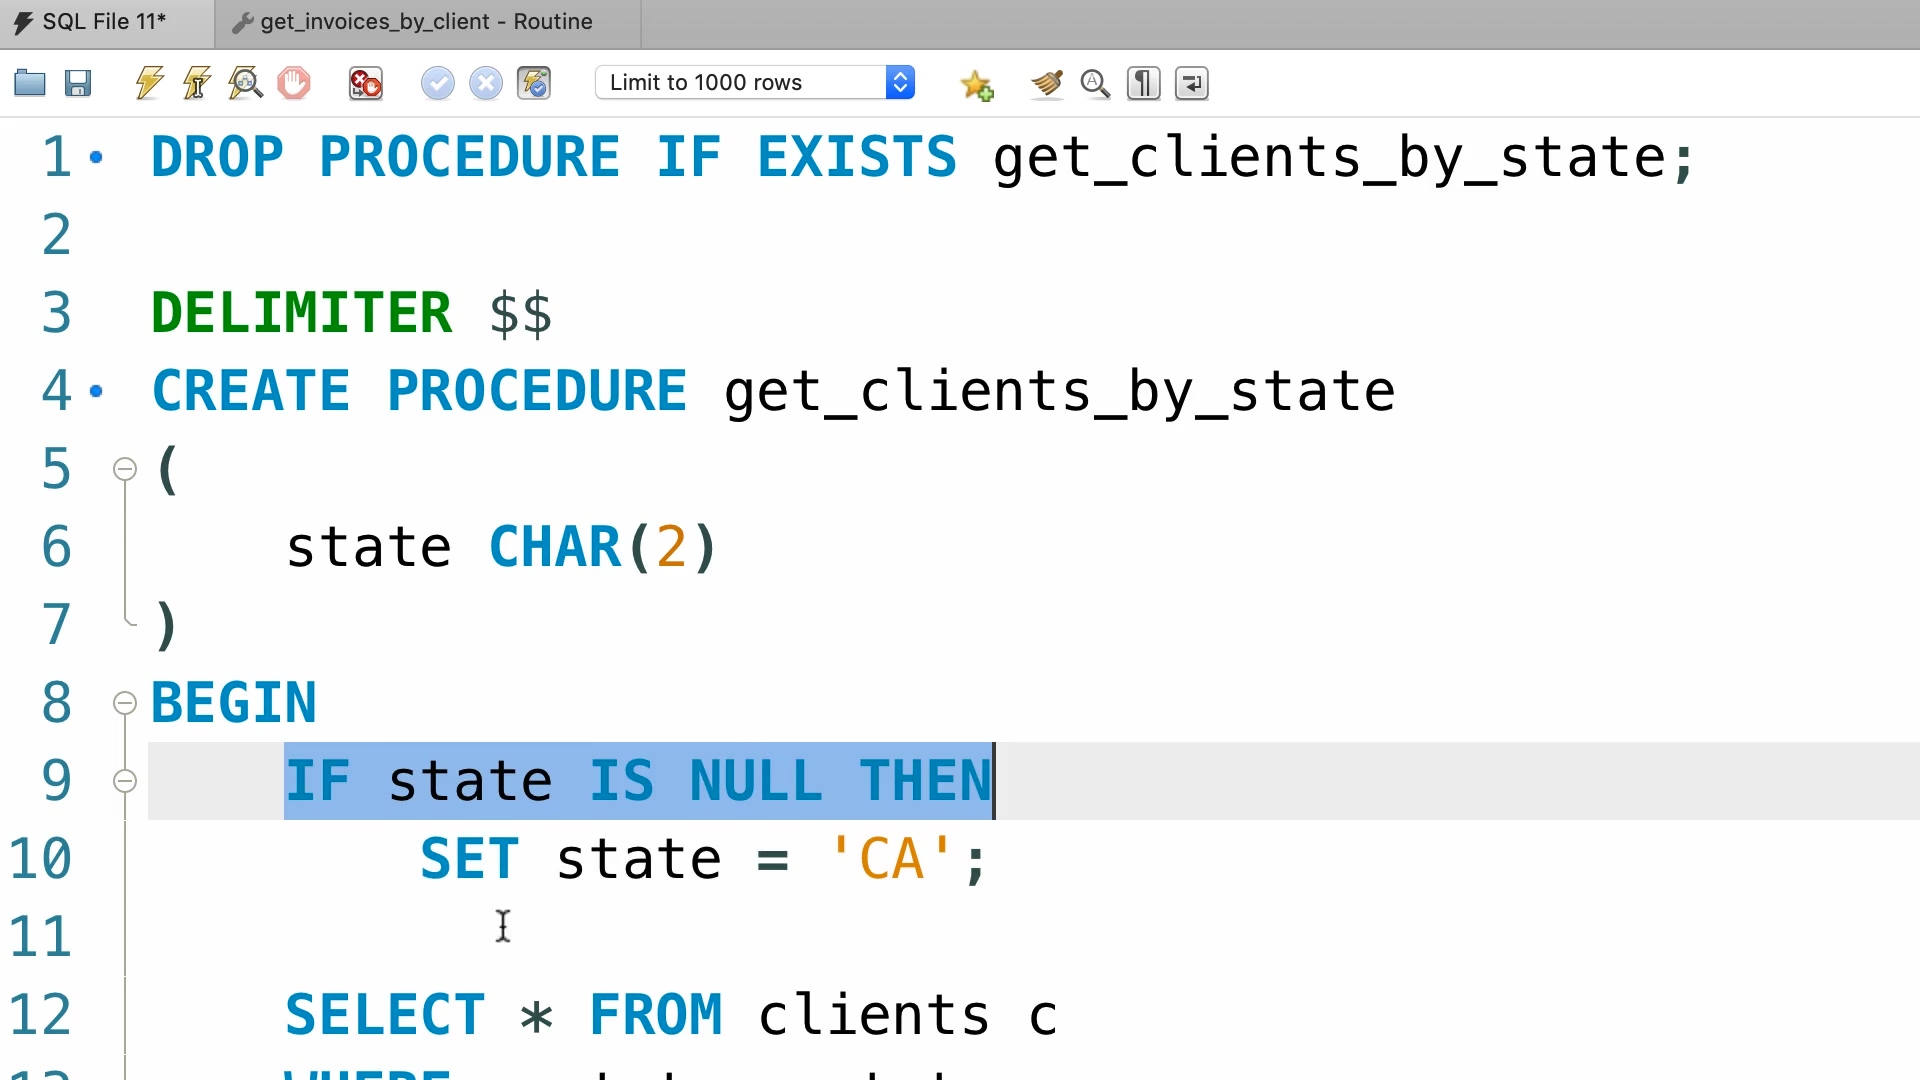 SQL File 11*
get_invoices_by_client - Routine
Limit to 1000 rows
1 DROP PROCEDURE IF EXISTS get_clients_by_state;
2
3 DELIMITER $$
4 CREATE PROCEDURE get_clients_by_state
5 (
6 state CHAR(2)
7 )
8 BEGIN
9 IF state IS NULL THEN
10 SET state = 'CA';
11
12 SELECT * FROM clients c